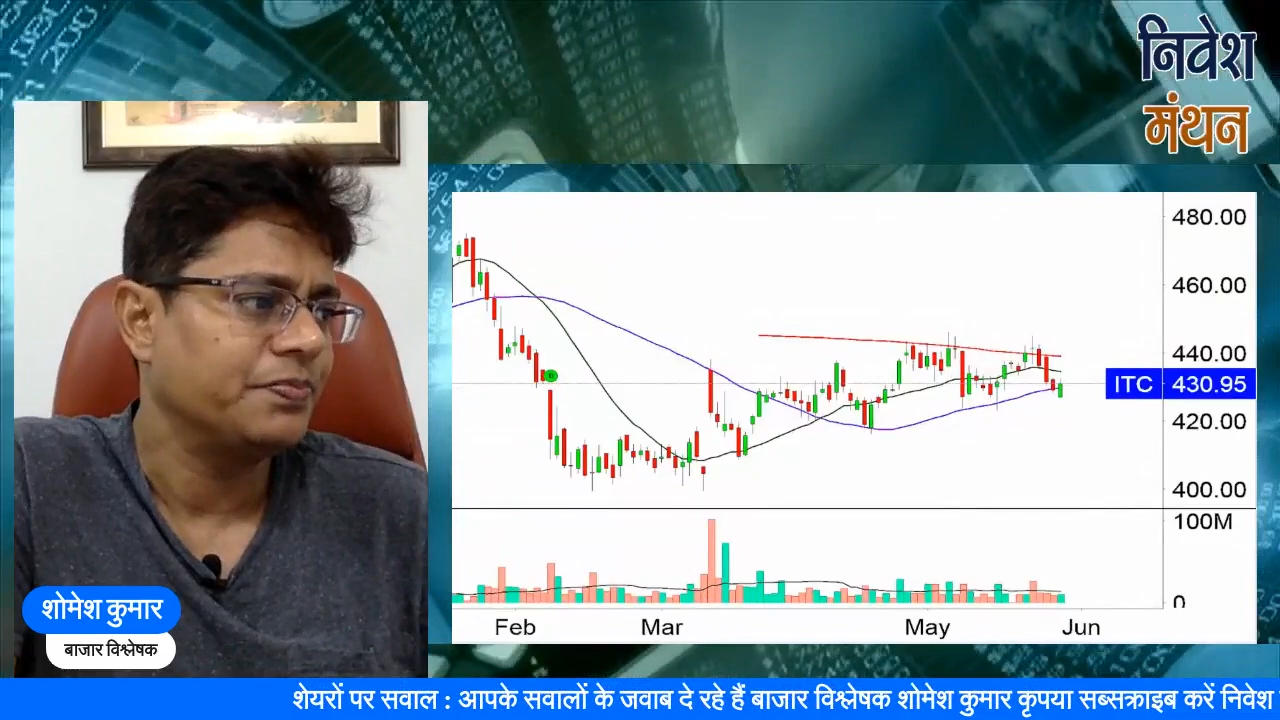 निवेश
मंथन
480.00
460.00
440.00
ITC 430.95
420.00
400.00
100M
0
Feb Mar May Jun
शोमेश कुमार
बाजार विश्लेषक
शेयरों पर सवाल : आपके सवालों के जवाब दे रहे हैं बाजार विश्लेषक शोमेश कुमार कृपया सब्सक्राइब करें निवेश